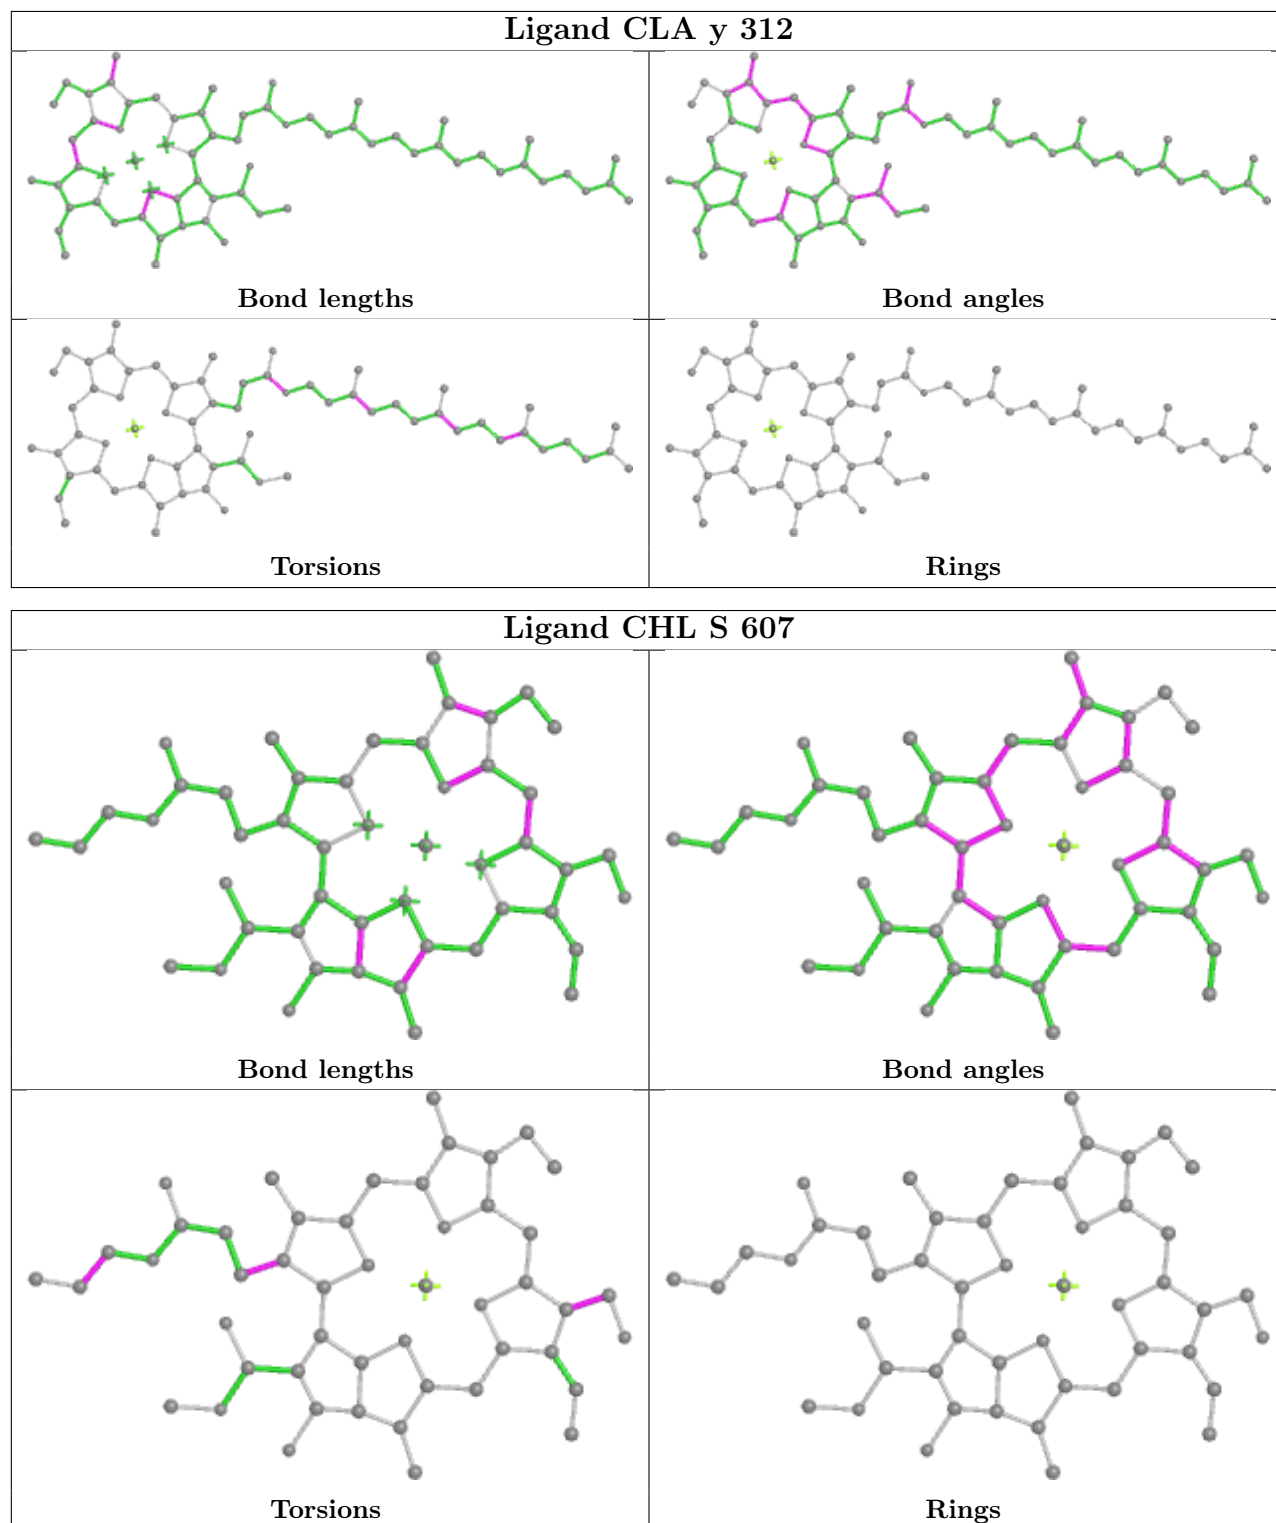 Ligand CLA y 312
Bond lengths
Bond angles
Torsions
Rings
Ligand CHL S 607
Bond lengths
Bond angles
Torsions
Rings